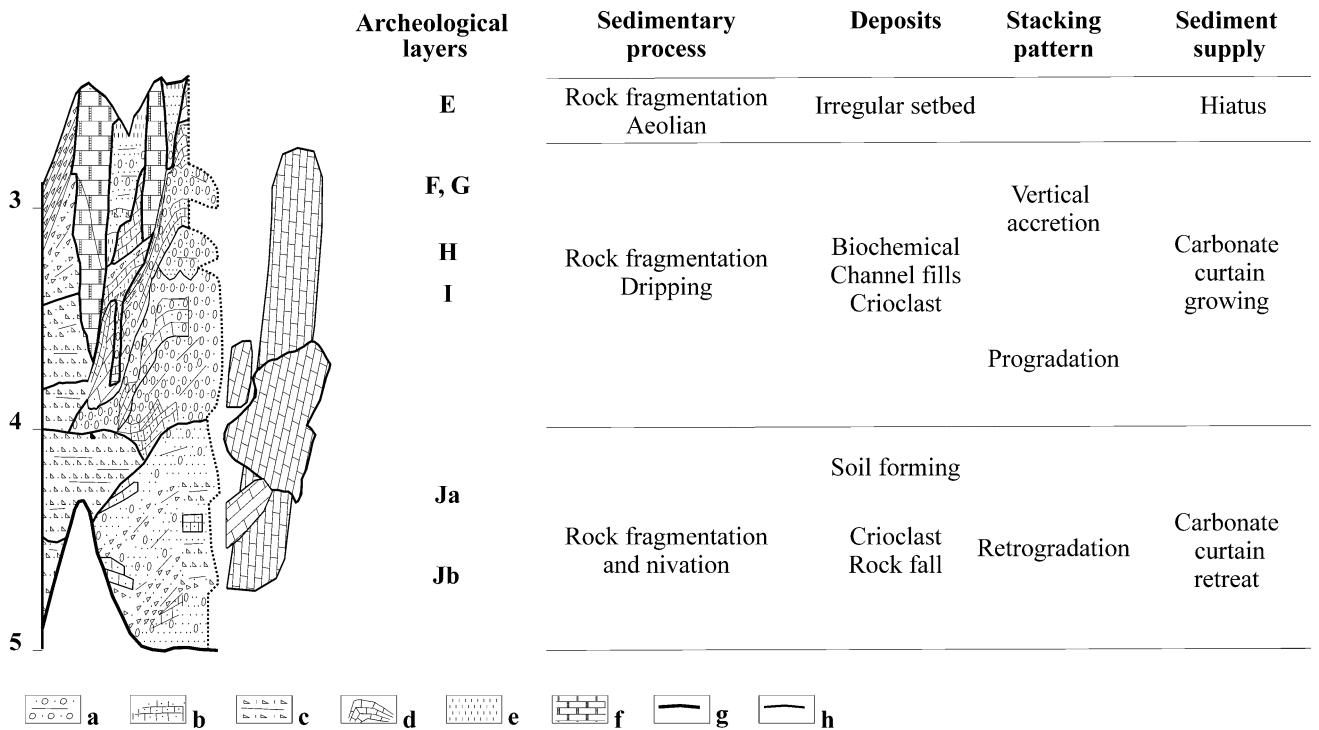 Archeological
layers
Sedimentary
process
Deposits
Stacking
pattern
Sediment
supply
E
Rock fragmentation
Aeolian
Irregular setbed
Hiatus
3
F, G
Vertical
accretion
H
I
Rock fragmentation
Dripping
Biochemical
Channel fills
Crioclast
Carbonate
curtain
growing
Progradation
4
Soil forming
Ja
Jb
Rock fragmentation
and nivation
Crioclast
Rock fall
Retrogradation
Carbonate
curtain
retreat
5
a
b
c
d
e
f
g
h